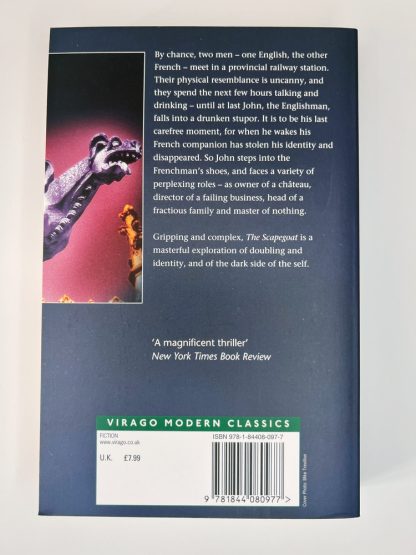 By chance, two men – one English, the other
French – meet in a provincial railway station.
Their physical resemblance is uncanny, and
they spend the next few hours talking and
drinking – until at last John, the Englishman,
falls into a drunken stupor. It is to be his last
carefree moment, for when he wakes his
French companion has stolen his identity and
disappeared. So John steps into the
Frenchman's shoes, and faces a variety of
perplexing roles – as owner of a château,
director of a failing business, head of a
fractious family and master of nothing.
Gripping and complex, The Scapegoat is a
masterful exploration of doubling and
identity, and of the dark side of the self.
'A magnificent thriller'
New York Times Book Review
VIRAGO MODERN CLASSICS
FICTION
www.virago.co.uk
U.K. £7.99
ISBN 978-1-84408-097-7
9 781844 080977 >
Cover Photo: